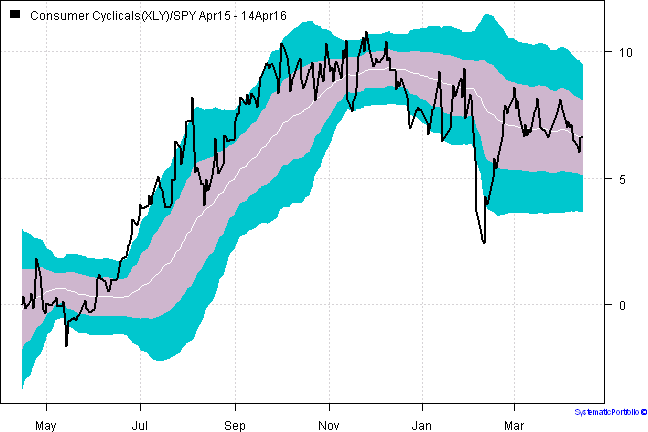 Consumer Cyclicals(XLY)/SPY Apr15 - 14Apr16
10
5
0
May Jul Sep Nov Jan Mar
SystematicPortfolio ©